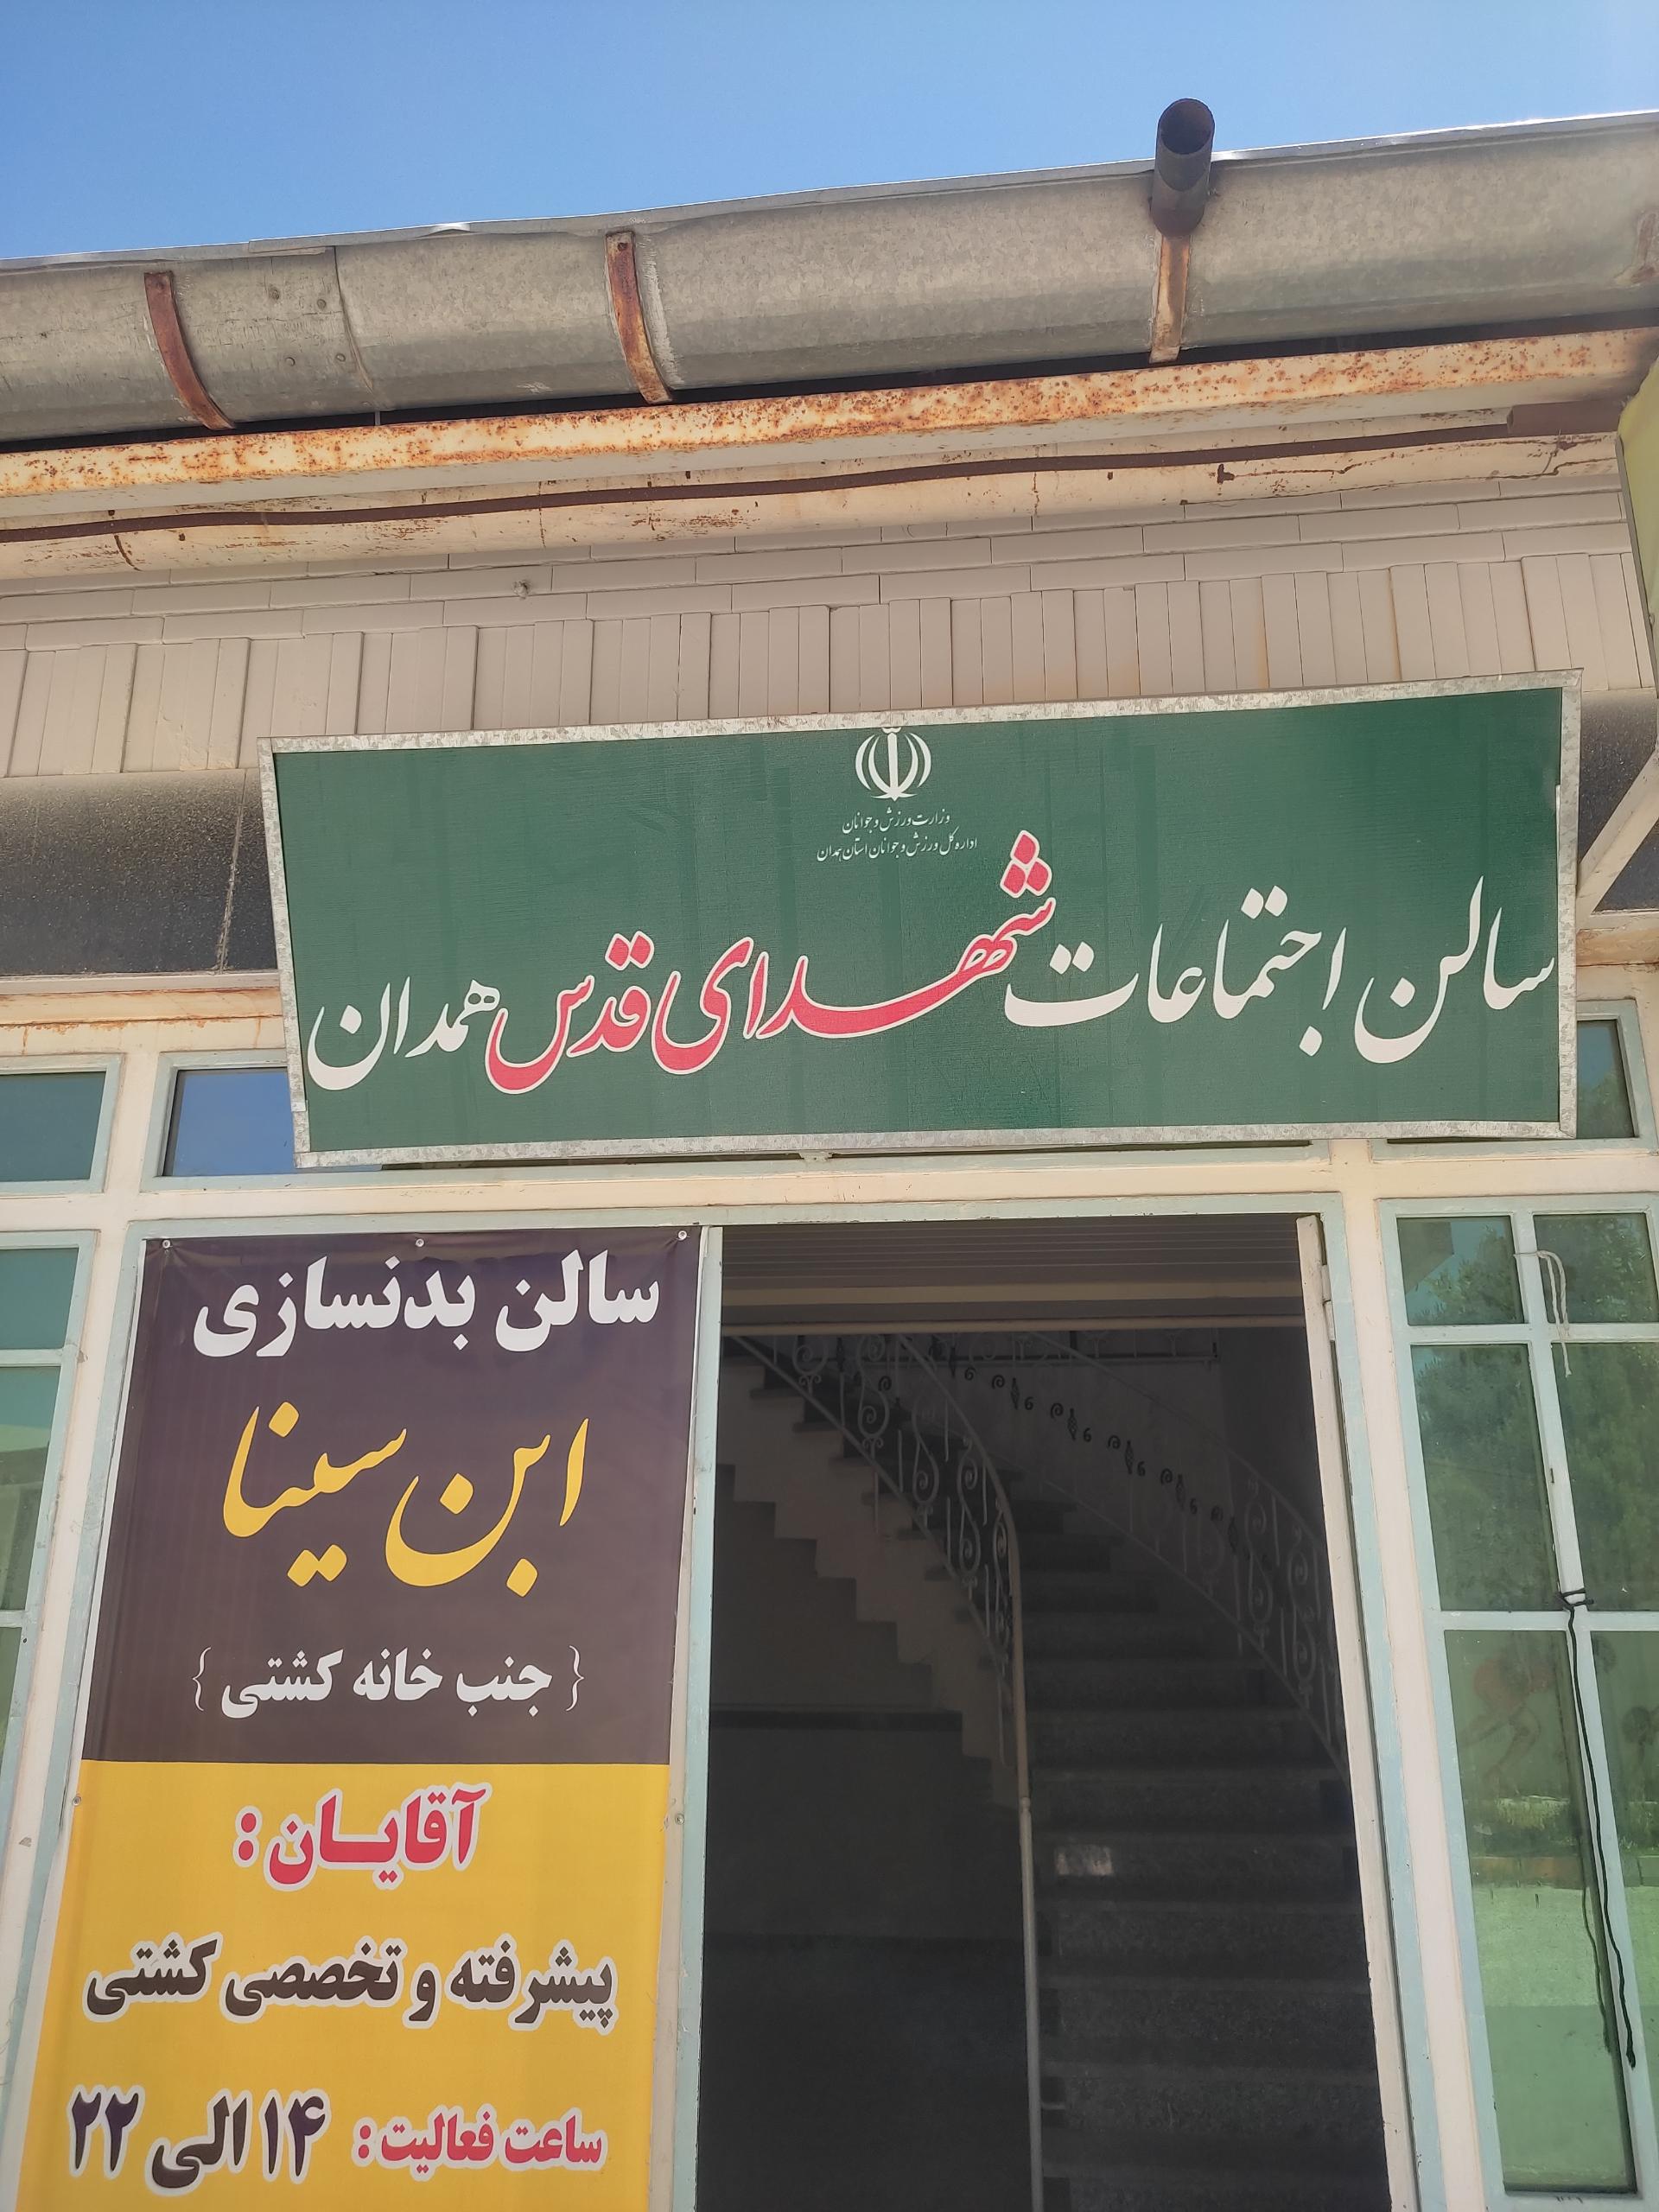 وزارت ورزش و جوانان
اداره کل ورزش و جوانان استان همدان
سالن اجتماعات شهدای قدس همدان
سالن بدنسازی
ابن سینا
{ جنب خانه کشتی }
آقایان :
پیشرفته و تخصصی کشتی
ساعت فعالیت : ۱۴ الی ۲۲